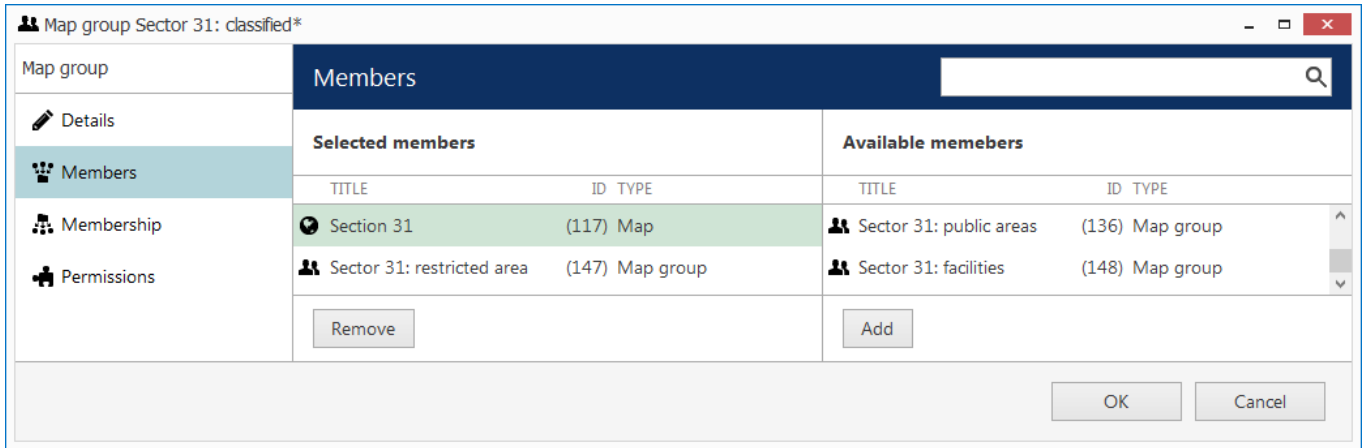 Map group Sector 31: classified*
Map group
Details
Members
Membership
Permissions
Members
Selected members
TITLE ID TYPE
Section 31 (117) Map
Sector 31: restricted area (147) Map group
Remove
Available memebers
TITLE ID TYPE
Sector 31: public areas (136) Map group
Sector 31: facilities (148) Map group
Add
OK Cancel